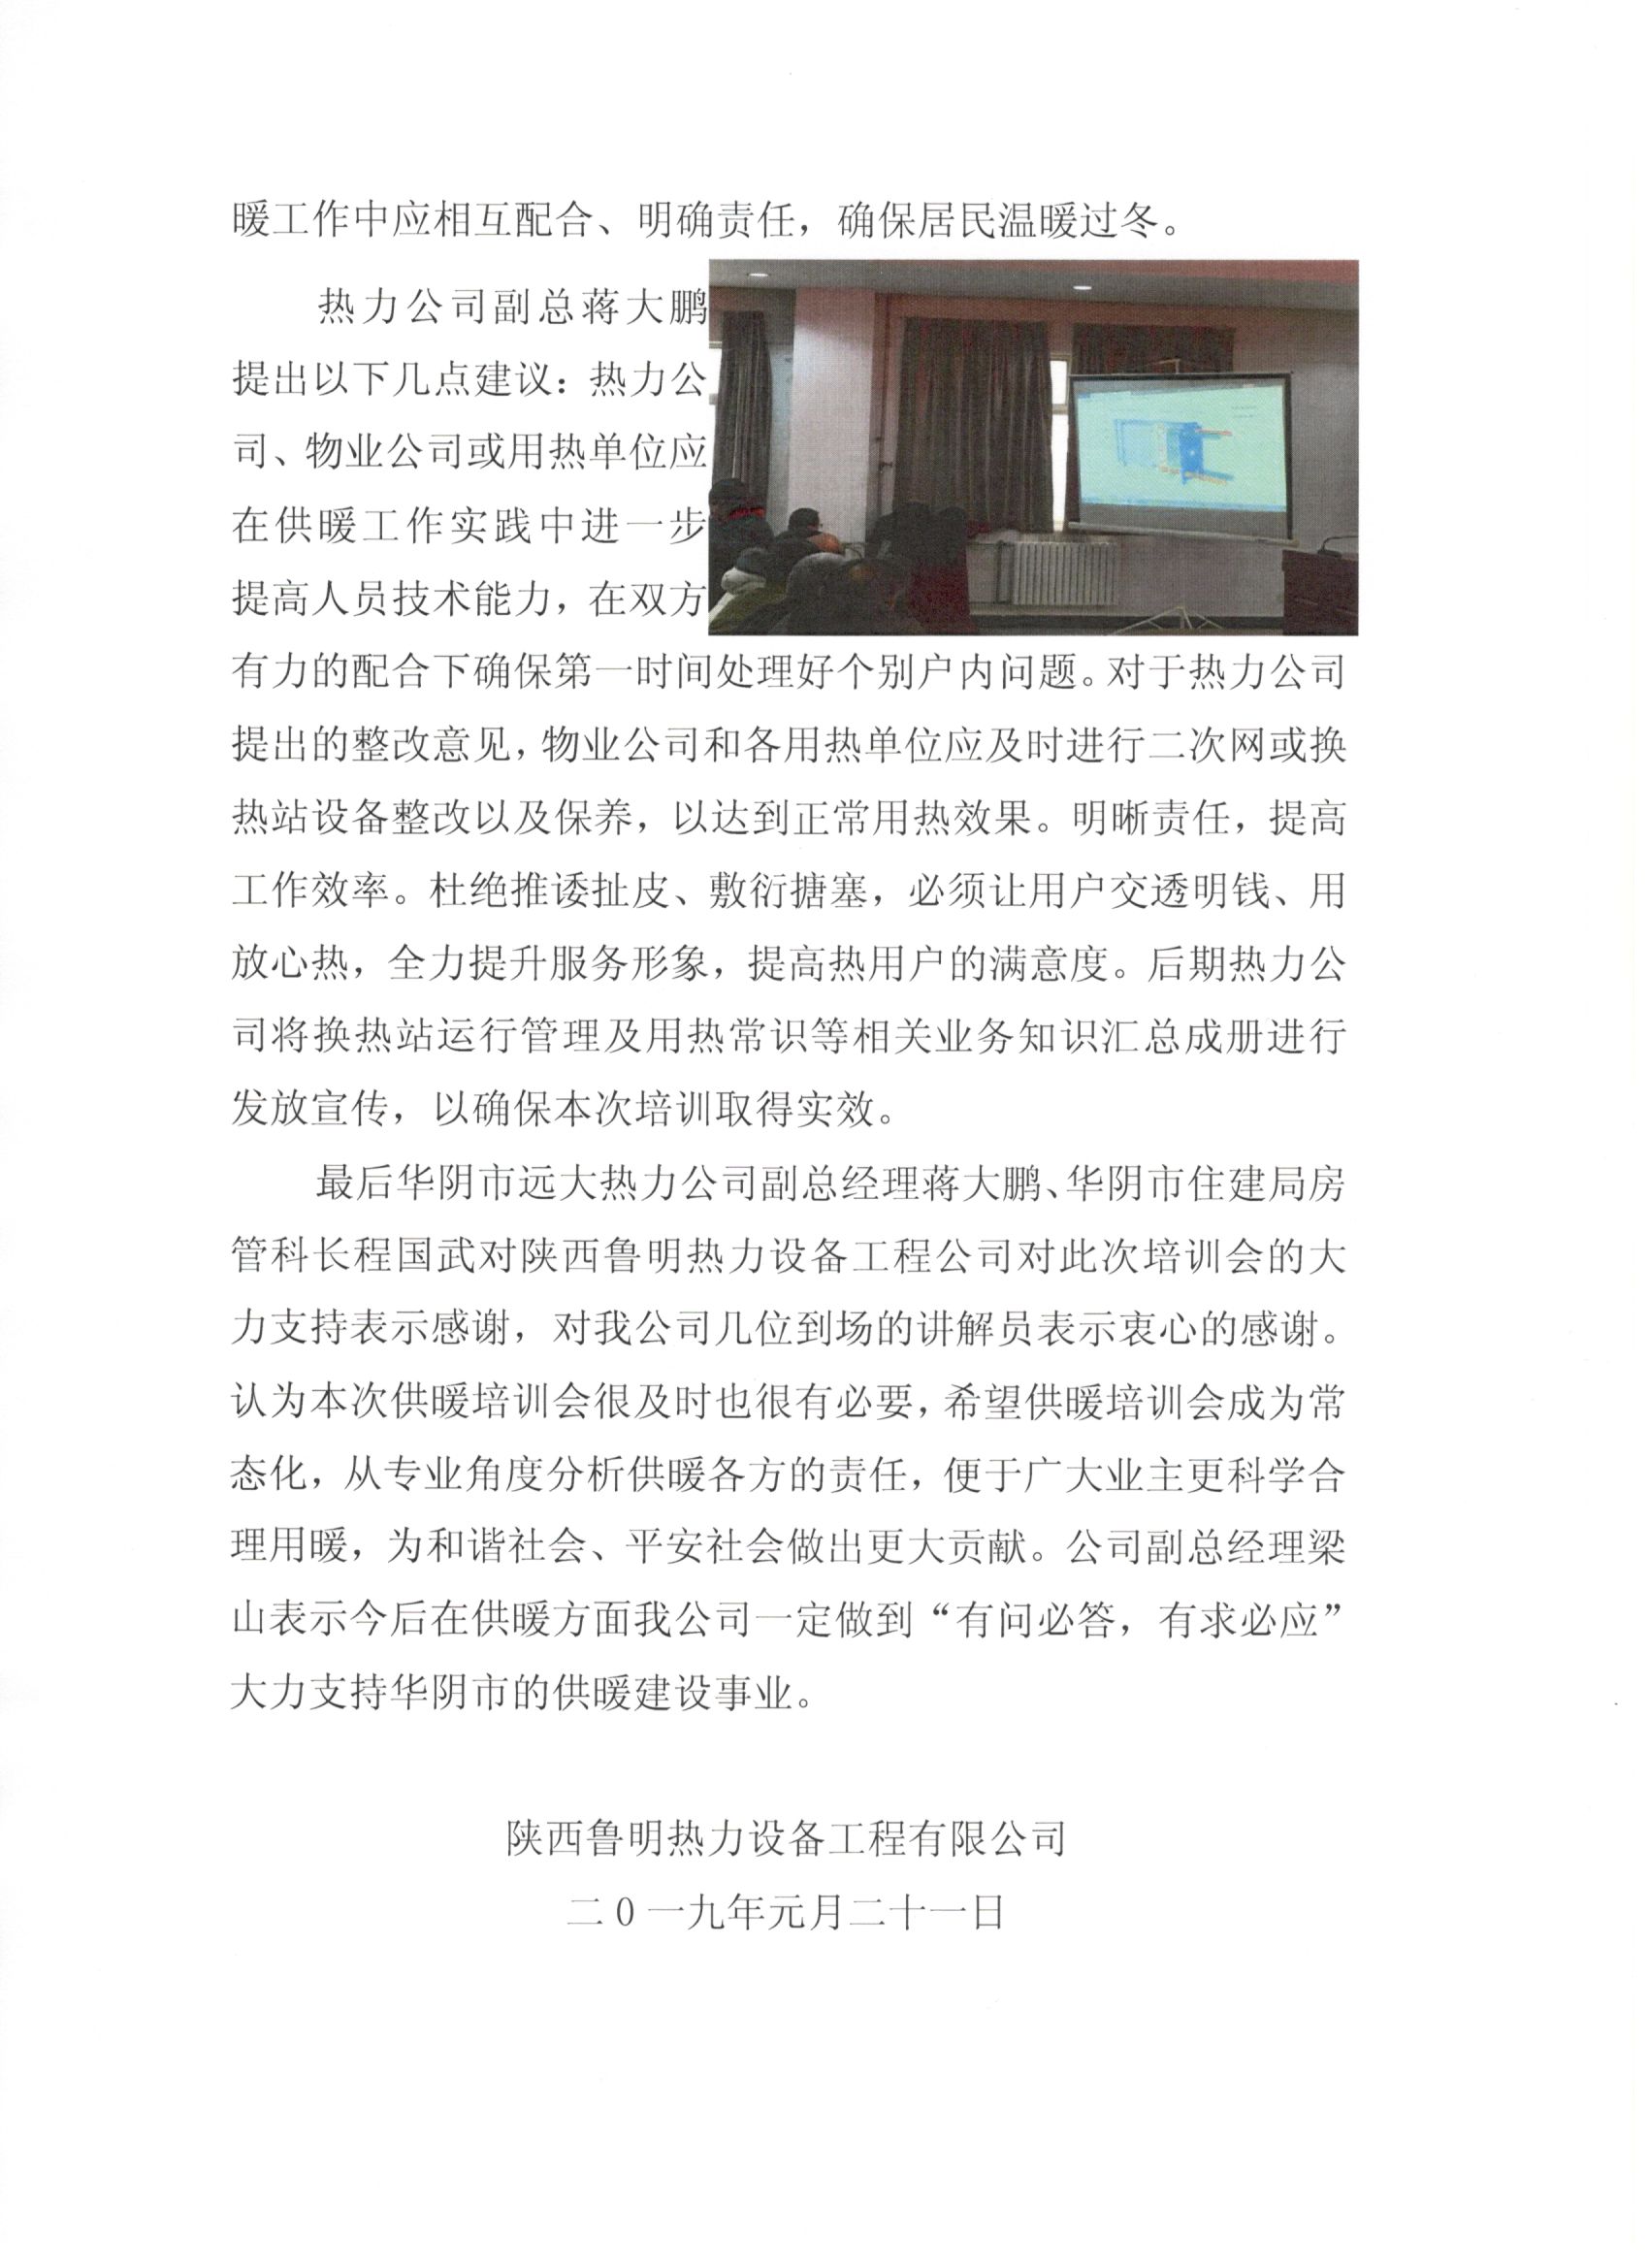 暖工作中应相互配合、明确责任，确保居民温暖过冬。
热力公司副总蒋大鹏
提出以下几点建议：热力公
司、物业公司或用热单位应
在供暖工作实践中进一步
提高人员技术能力，在双方
有力的配合下确保第一时间处理好个别户内问题。对于热力公司
提出的整改意见，物业公司和各用热单位应及时进行二次网或换
热站设备整改以及保养，以达到正常用热效果。明晰责任，提高
工作效率。杜绝推诿扯皮、敷衍搪塞，必须让用户交透明钱、用
放心热，全力提升服务形象，提高热用户的满意度。后期热力公
司将换热站运行管理及用热常识等相关业务知识汇总成册进行
发放宣传，以确保本次培训取得实效。
最后华阴市远大热力公司副总经理蒋大鹏、华阴市住建局房
管科长程国武对陕西鲁明热力设备工程公司对此次培训会的大
力支持表示感谢，对我公司几位到场的讲解员表示衷心的感谢。
认为本次供暖培训会很及时也很有必要，希望供暖培训会成为常
态化，从专业角度分析供暖各方的责任，便于广大业主更科学合
理用暖，为和谐社会、平安社会做出更大贡献。公司副总经理梁
山表示今后在供暖方面我公司一定做到“有问必答，有求必应”
大力支持华阴市的供暖建设事业。
陕西鲁明热力设备工程有限公司
二0一九年元月二十一日